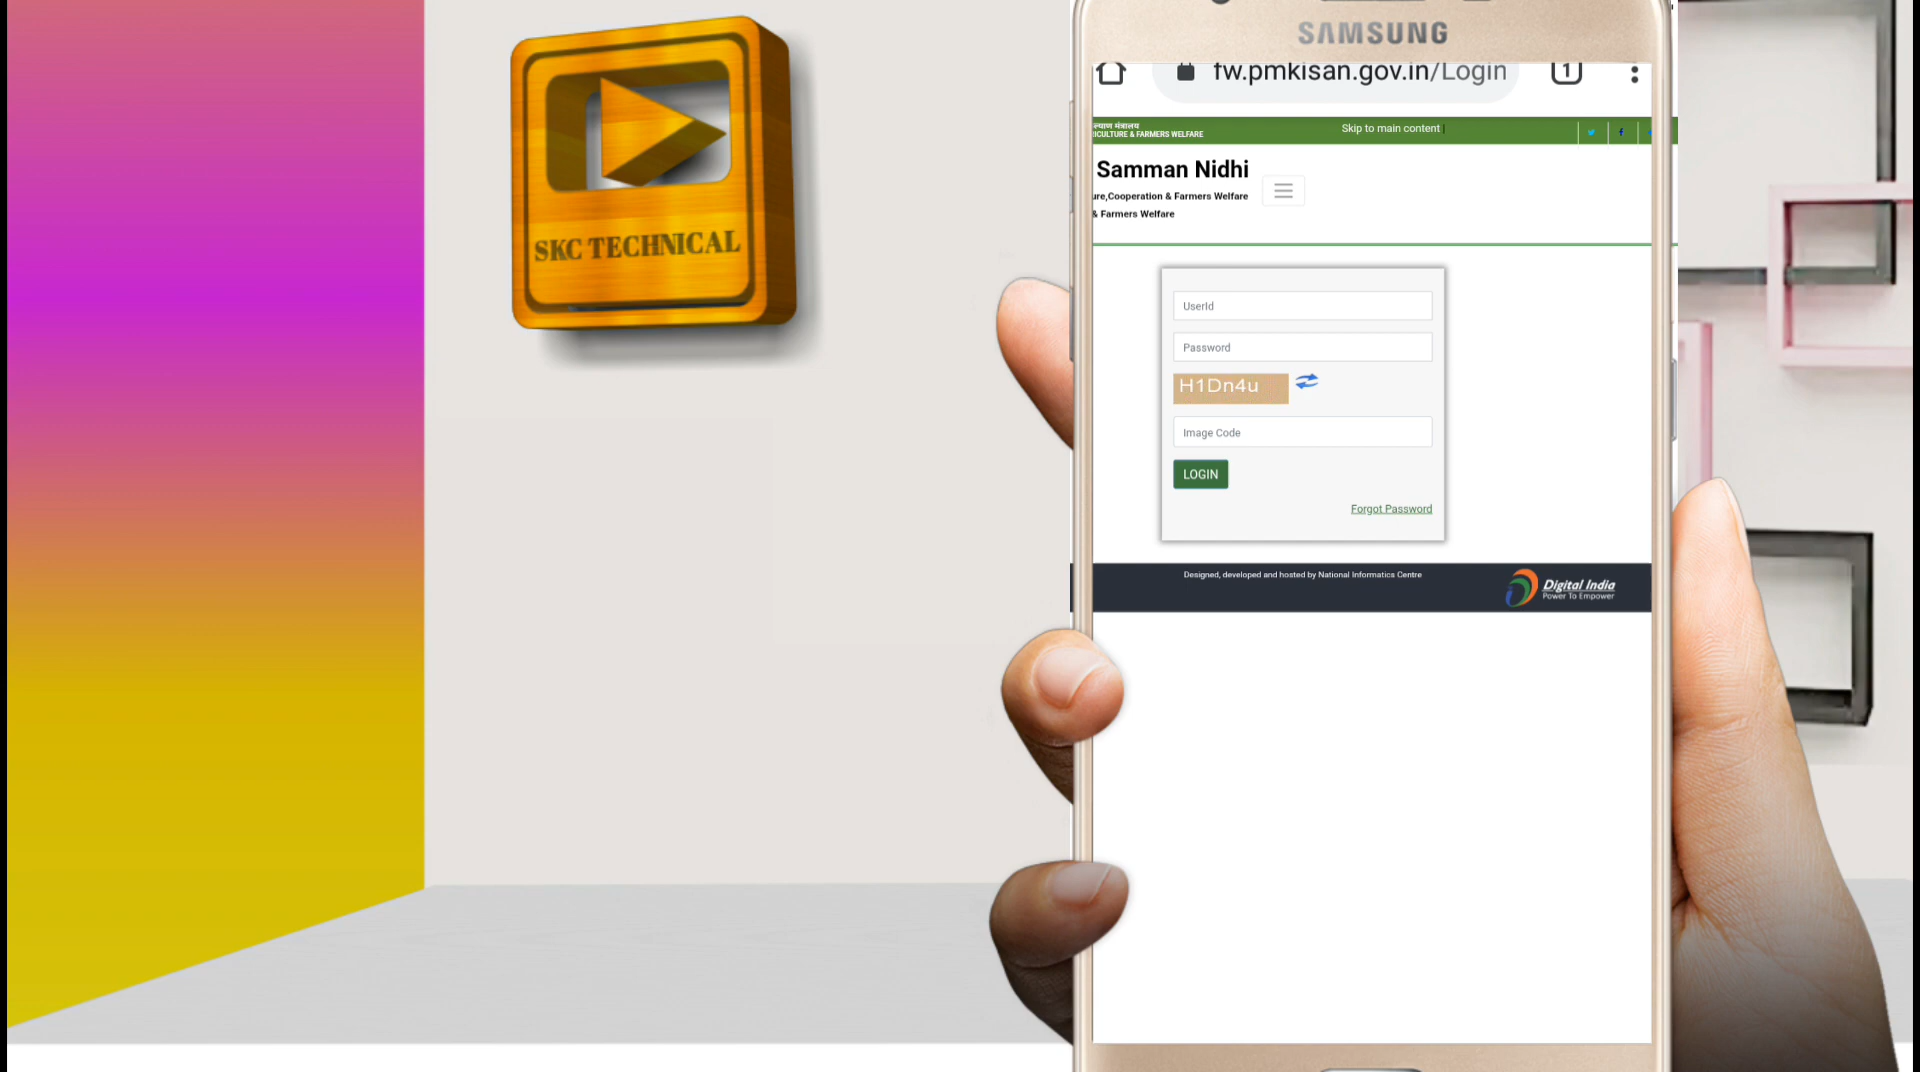 SKC TECHNICAL
SAMSUNG
fw.pmkisan.gov.in/Login
1
मंत्रालय
& FARMERS WELFARE
Skip to main content
Samman Nidhi
ure,Cooperation & Farmers Welfare
& Farmers Welfare
UserId
Password
H1Dn4u
Image Code
LOGIN
Forgot Password
Designed, developed and hosted by National Informatics Centre
Digital India
Power To Empower